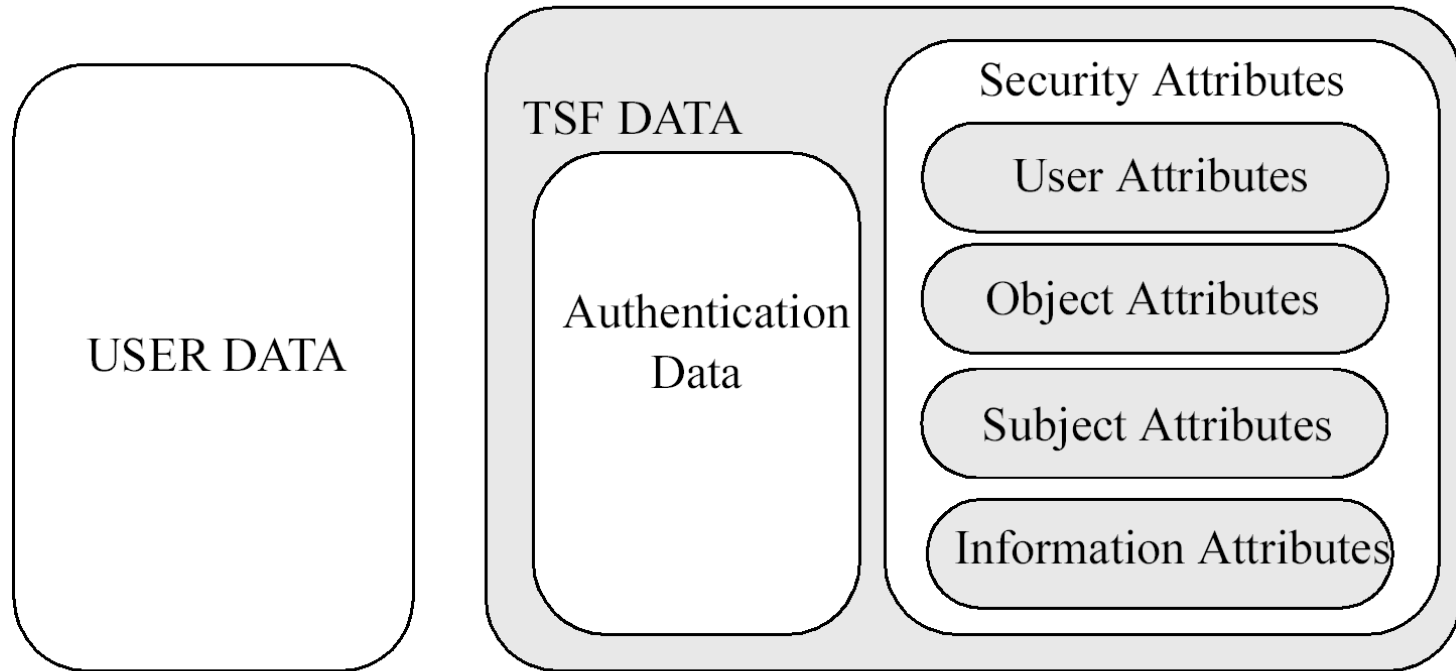 USER DATA
TSF DATA
Authentication
Data
Security Attributes
User Attributes
Object Attributes
Subject Attributes
Information Attributes